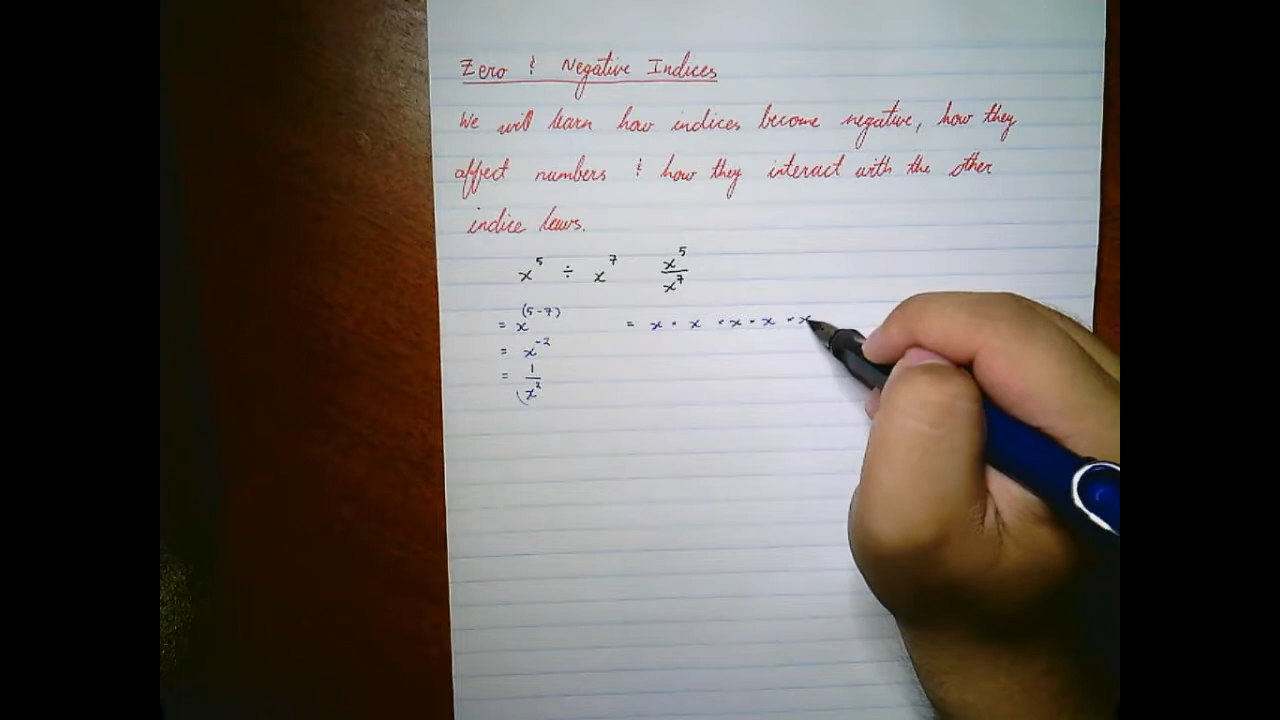 Zero & Negative Indices
We will learn how indices become negative, how they
affect numbers & how they interact with the other
indice laws.
x⁵ ÷ x⁷ x⁵/x⁷
= x⁽⁵⁻⁷⁾ = x · x · x · x · x
= x⁻²
= 1/x²